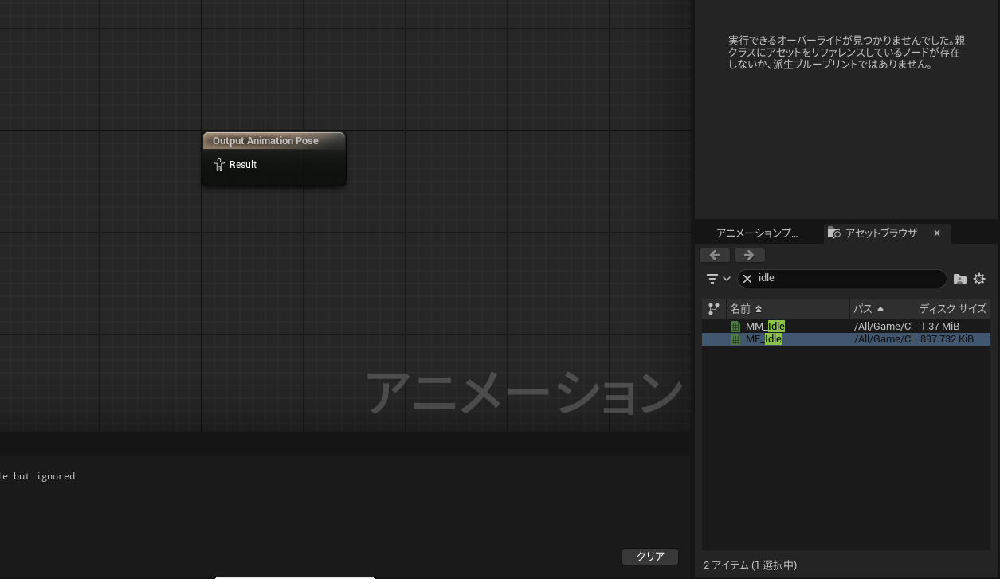 実行できるオーバーライドが見つかりませんでした。親
クラスにアセットをリファレンスしているノードが存在
しないか、派生ブループリントではありません。
Output Animation Pose
Result
アニメーション
アニメーションプ...
アセットブラウザ
idle
名前 パス ディスク サイズ
MM_Idle /All/Game/Cl 1.37 MiB
MF_Idle /All/Game/Cl 897.732 KiB
2 アイテム (1 選択中)
but ignored
クリア